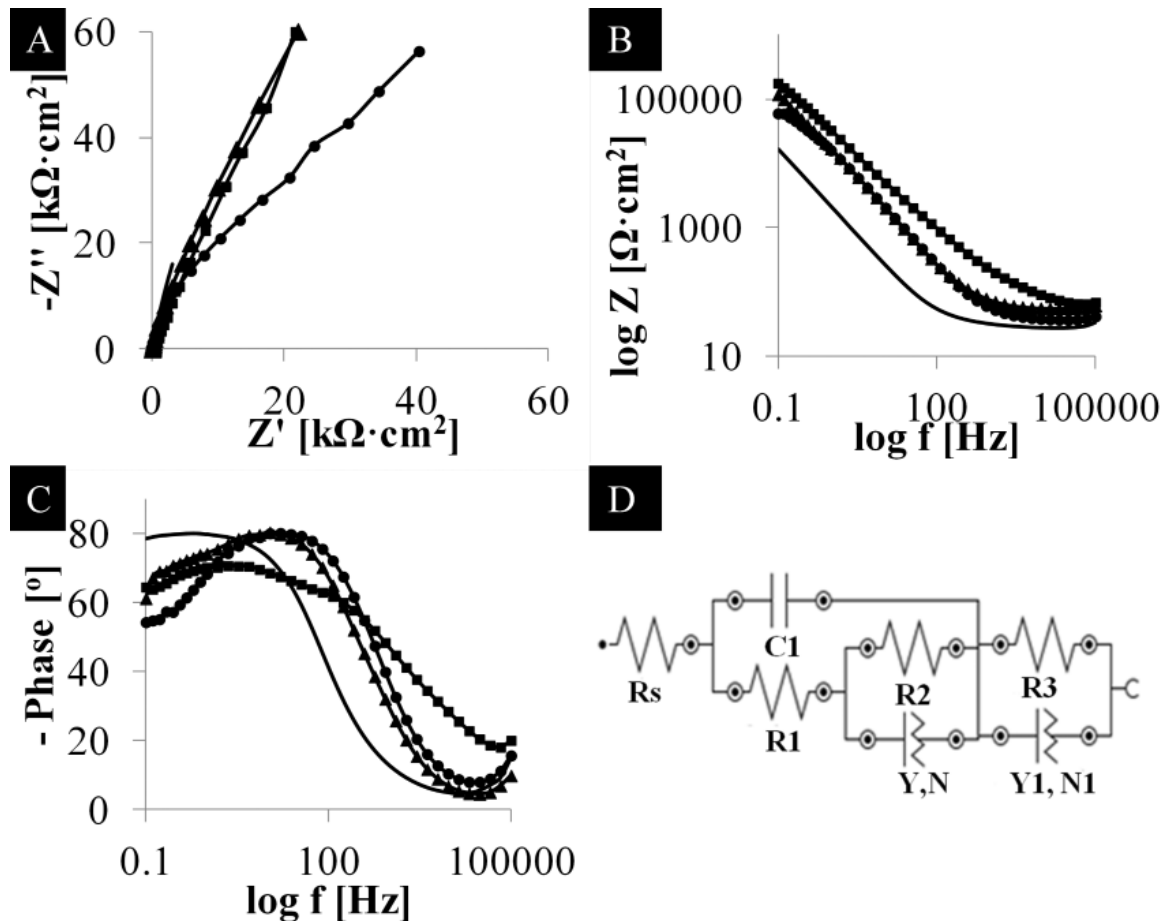 A
60
40
20
0
-Z'' [kΩ·cm²]
0
20
40
60
Z' [kΩ·cm²]
B
100000
1000
10
log Z [Ω·cm²]
0.1
100
100000
log f [Hz]
C
80
60
40
20
0
- Phase [º]
0.1
100
100000
log f [Hz]
D
C1
Rs
R2
R3
R1
Y,N
Y1, N1